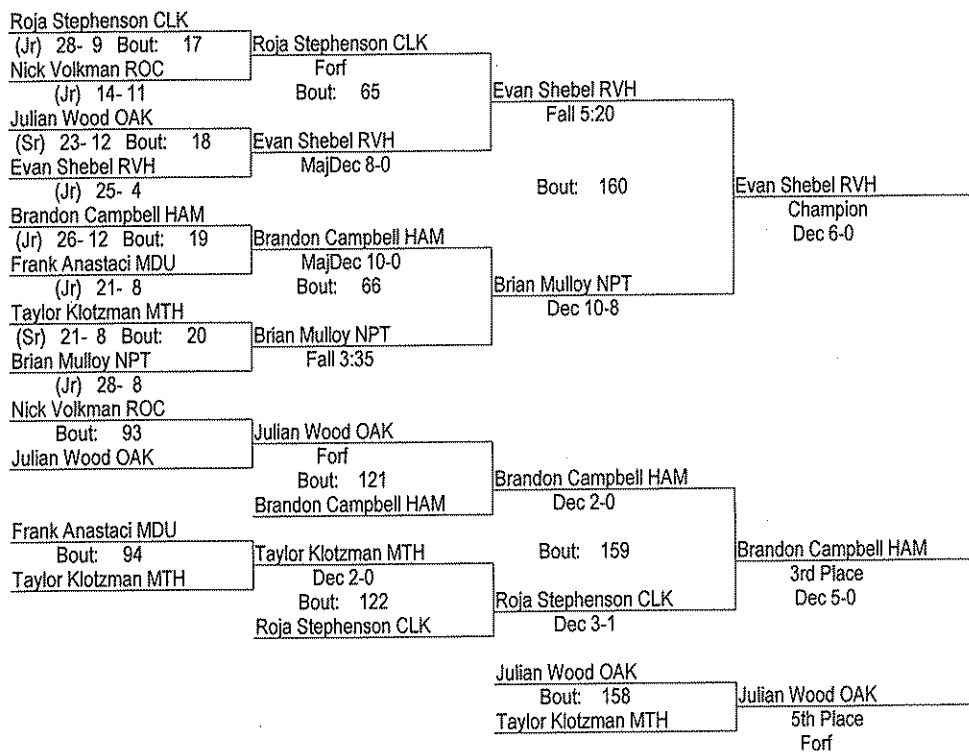 Roja Stephenson CLK
(Jr) 28- 9 Bout: 17
Nick Volkman ROC
(Jr) 14- 11
Julian Wood OAK
(Sr) 23- 12 Bout: 18
Evan Shebel RVH
(Jr) 25- 4
Brandon Campbell HAM
(Jr) 26- 12 Bout: 19
Frank Anastaci MDU
(Jr) 21- 8
Taylor Klotzman MTH
(Sr) 21- 8 Bout: 20
Brian Mulloy NPT
(Jr) 28- 8
Roja Stephenson CLK
Forf
Bout: 65
Evan Shebel RVH
MajDec 8-0
Brandon Campbell HAM
MajDec 10-0
Bout: 66
Brian Mulloy NPT
Fall 3:35
Evan Shebel RVH
Fall 5:20
Bout: 160
Brian Mulloy NPT
Dec 10-8
Evan Shebel RVH
Champion
Dec 6-0
Nick Volkman ROC
Bout: 93
Julian Wood OAK
Frank Anastaci MDU
Bout: 94
Taylor Klotzman MTH
Julian Wood OAK
Forf
Bout: 121
Brandon Campbell HAM
Taylor Klotzman MTH
Dec 2-0
Bout: 122
Roja Stephenson CLK
Brandon Campbell HAM
Dec 2-0
Bout: 159
Roja Stephenson CLK
Dec 3-1
Brandon Campbell HAM
3rd Place
Dec 5-0
Julian Wood OAK
Bout: 158
Taylor Klotzman MTH
Julian Wood OAK
5th Place
Forf